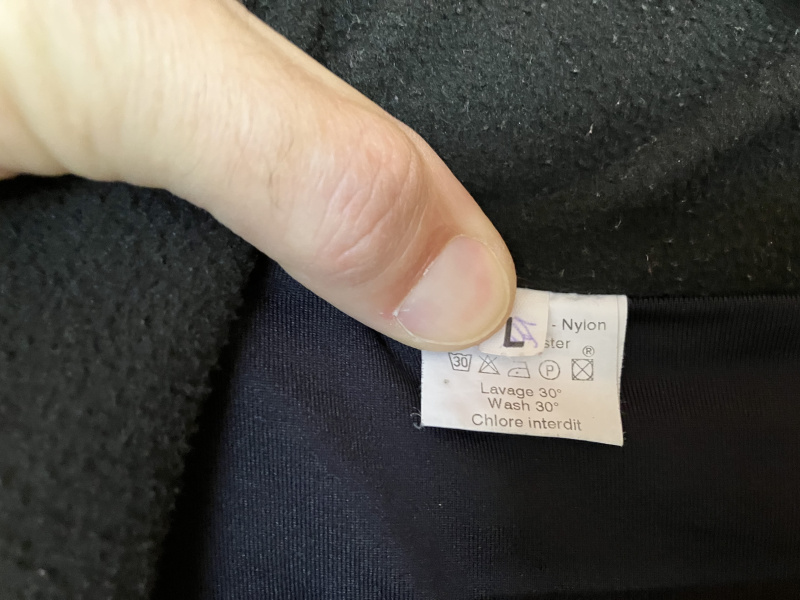 L
- Nylon
ster
®
30 P
Lavage 30°
Wash 30°
Chlore interdit